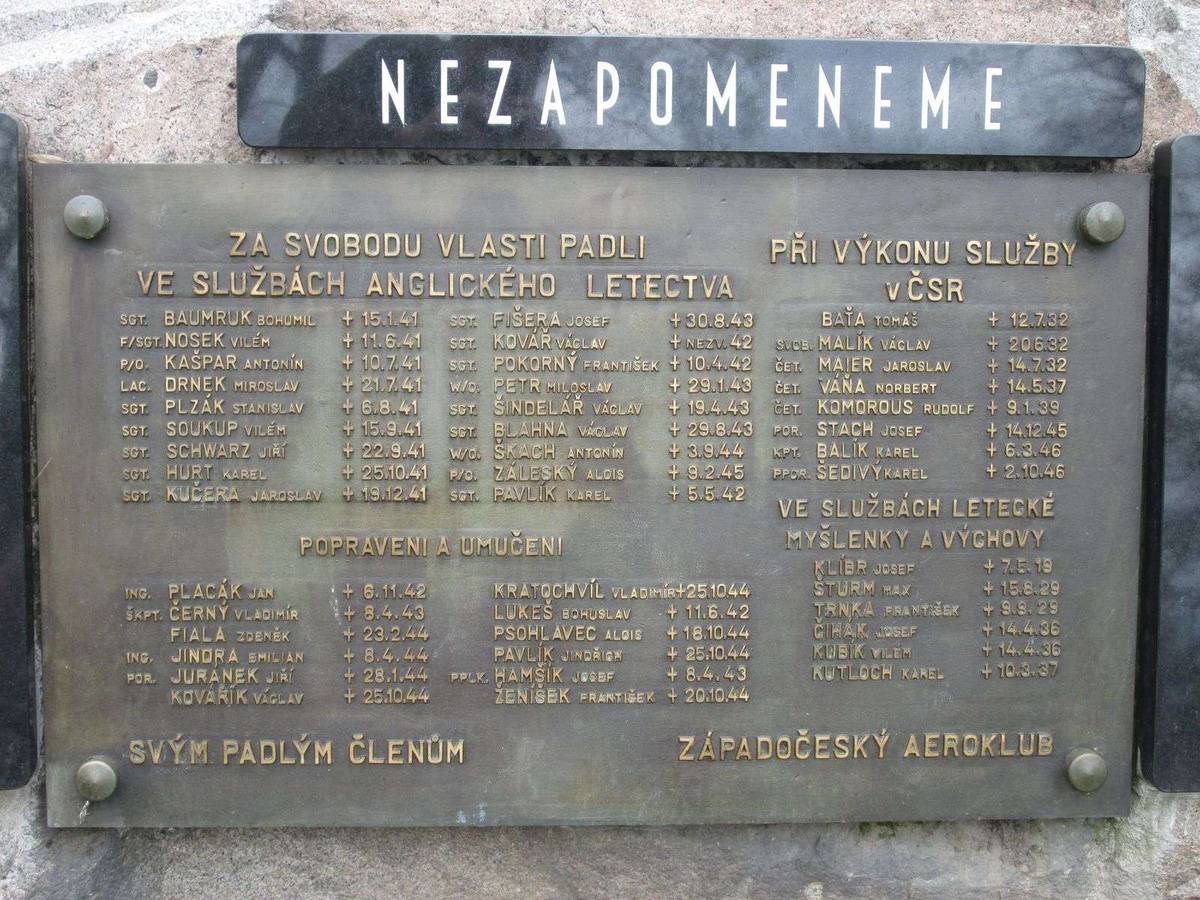 NEZAPOMENEME
ZA SVOBODU VLASTI PADLI
VE SLUŽBÁCH ANGLICKÉHO LETECTVA
SGT. BAUMRUK BOHUMIL + 15.1.41
F/SGT. NOSEK VILÉM + 11.6.41
P/O. KAŠPAR ANTONÍN + 10.7.41
LAC. DRNEK MIROSLAV + 21.7.41
SGT. PLZÁK STANISLAV + 6.8.41
SGT. SOUKUP VILÉM + 15.9.41
SGT. SCHWARZ JIŘÍ + 22.9.41
SGT. HURT KAREL + 25.10.41
SGT. KUČERA JAROSLAV + 19.12.41
SGT. FIŠERA JOSEF + 30.8.43
SGT. KOVÁŘ VÁCLAV + NEZV. 42
SGT. POKORNÝ FRANTIŠEK + 10.4.42
W/O. PETR MILOSLAV + 29.1.43
SGT. ŠINDELÁŘ VÁCLAV + 19.4.43
SGT. BLAHNA VÁCLAV + 29.8.43
W/O. ŠKACH ANTONÍN + 3.9.44
P/O. ZÁLESKÝ ALOIS + 9.2.45
SGT. PAVLÍK KAREL + 5.5.42
POPRAVENI A UMUČENI
ING. PLACÁK JAN + 6.11.42
ŠKPT. ČERNÝ VLADIMÍR + 8.4.43
FIALA ZDENĚK + 23.2.44
ING. JINDRA EMILIAN + 8.4.44
POR. JURÁNEK JIŘÍ + 28.1.44
KOVÁŘÍK VÁCLAV + 25.10.44
KRATOCHVÍL VLADIMÍR + 25.10.44
LUKEŠ BOHUSLAV + 11.6.42
PSOHLAVEC ALOIS + 18.10.44
PAVLÍK JINDŘICH + 25.10.44
PPLK. HAMŠÍK JOSEF + 8.4.43
ŽENÍŠEK FRANTIŠEK + 20.10.44
PŘI VÝKONU SLUŽBY
V ČSR
BAŤA TOMÁŠ + 12.7.32
SVOB. MALÍK VÁCLAV + 20.6.32
ČET. MAJER JAROSLAV + 14.7.32
ČET. VÁŇA NORBERT + 14.5.37
ČET. KOMOROUS RUDOLF + 9.1.39
POR. STACH JOSEF + 14.12.45
KPT. BALÍK KAREL + 6.3.46
PPOR. ŠEDIVÝ KAREL + 2.10.46
VE SLUŽBÁCH LETECKÉ
MYŠLENKY A VÝCHOVY
KLÍBR JOSEF + 7.5.19
ŠTURM MAX + 15.8.29
TRNKA FRANTIŠEK + 9.9.29
ČIHÁK JOSEF + 14.4.36
KUBÍK VILÉM + 14.4.36
KUTLOCH KAREL + 10.3.37
SVÝM PADLÝM ČLENŮM
ZÁPADOČESKÝ AEROKLUB